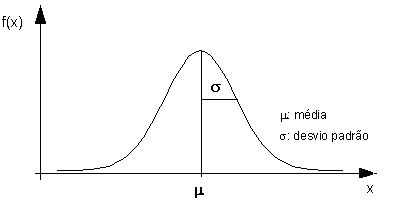 f(x)
σ
μ: média
σ: desvio padrão
μ
x